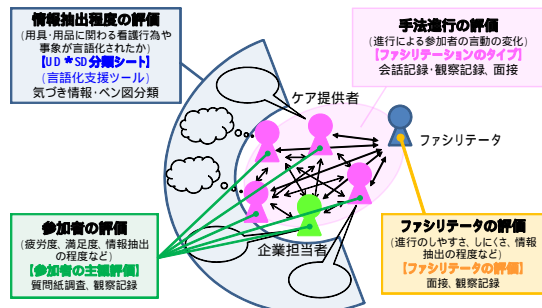 情報抽出程度の評価
(用具・用品に関わる看護行為や
事象が言語化されたか)
【UD*SD分類シート】
(言語化支援ツール)
気づき情報・ベン図分類
手法進行の評価
(進行による参加者の言動の変化)
【ファシリテーションのタイプ】
会話記録・観察記録、面接
ケア提供者
ファシリテータ
企業担当者
参加者の評価
(疲労度、満足度、情報抽出
の程度など)
【参加者の主観評価】
質問紙調査、観察記録
ファシリテータの評価
(進行のしやすさ、しにくさ、情報
抽出の程度など)
【ファシリテータの評価】
面接、観察記録